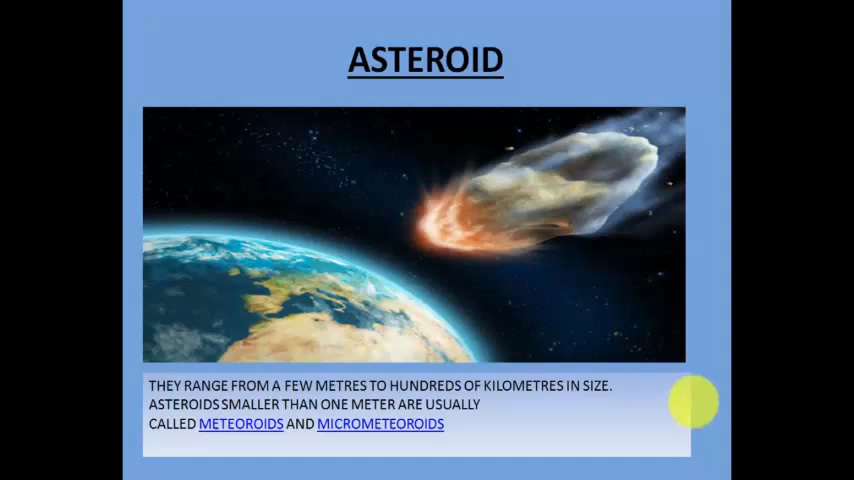 ASTEROID
THEY RANGE FROM A FEW METRES TO HUNDREDS OF KILOMETRES IN SIZE.
ASTEROIDS SMALLER THAN ONE METER ARE USUALLY
CALLED METEOROIDS AND MICROMETEOROIDS